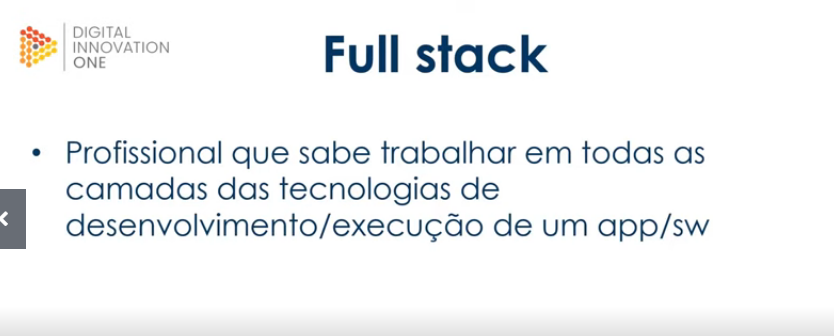 DIGITAL
INNOVATION
ONE
Full stack
• Profissional que sabe trabalhar em todas as
camadas das tecnologias de
desenvolvimento/execução de um app/sw